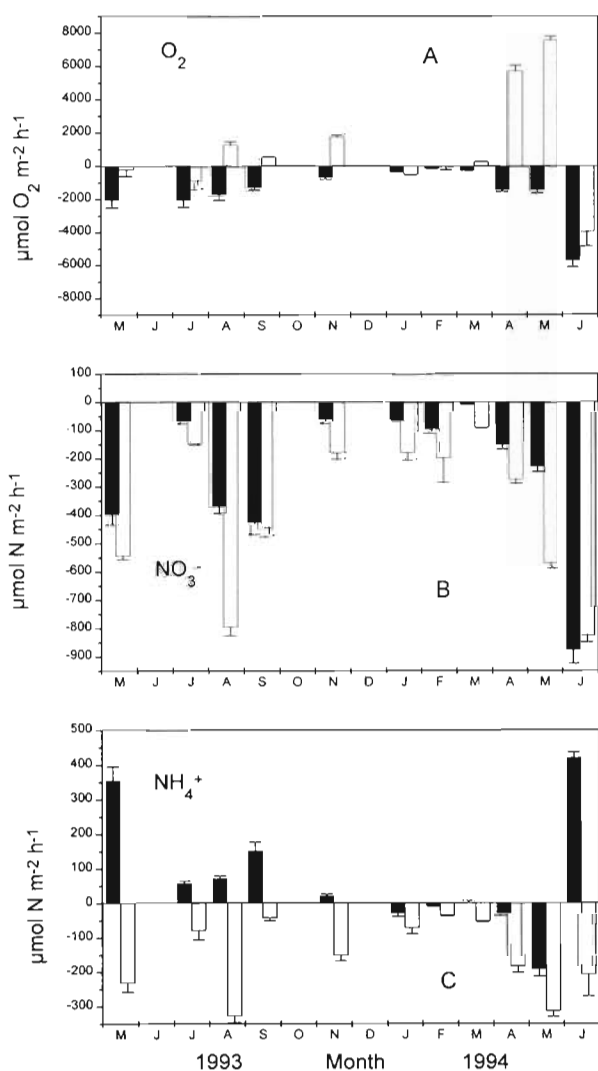 8000
6000
4000
2000
0
-2000
-4000
-6000
-8000
µmol O2 m-2 h-1
O2
A
M J J A S O N D J F M A M J
100
0
-100
-200
-300
-400
-500
-600
-700
-800
-900
µmol N m-2 h-1
NO3-
B
M J J A S O N D J F M A M J
500
400
300
200
100
0
-100
-200
-300
µmol N m-2 h-1
NH4+
C
M J J A S O N D J F M A M J
1993 Month 1994